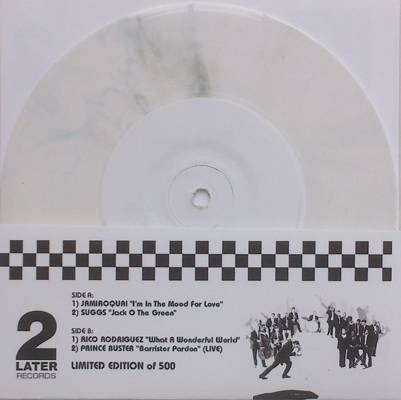 SIDE A:
1) JAMIROQUAI "I'm In The Mood For Love"
2) SUGGS "Jack O The Green"
SIDE B:
1) RICO RODRIGUEZ "What A Wonderful World"
2) PRINCE BUSTER "Barrister Pardon" (LIVE)
LIMITED EDITION of 500
2
LATER
RECORDS